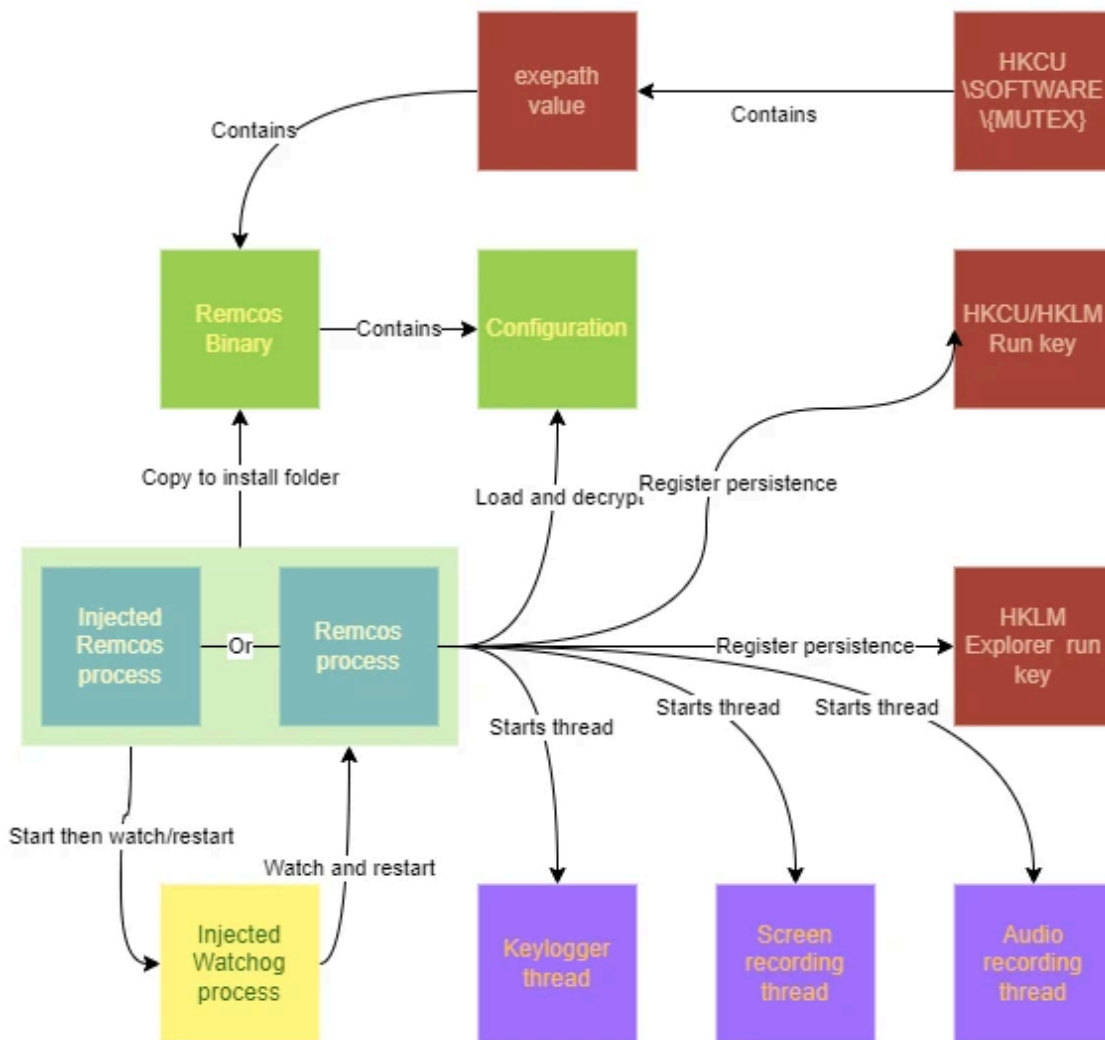 exepath
value
HKCU
\SOFTWARE
\{MUTEX}
Contains
Contains
Remcos
Binary
Contains
Configuration
HKCU/HKLM
Run key
Copy to install folder
Load and decrypt
Register persistence
Injected
Remcos
process
Or
Remcos
process
Register persistence
HKLM
Explorer run
key
Starts thread
Starts thread
Starts thread
Start then watch/restart
Watch and restart
Injected
Watchog
process
Keylogger
thread
Screen
recording
thread
Audio
recording
thread